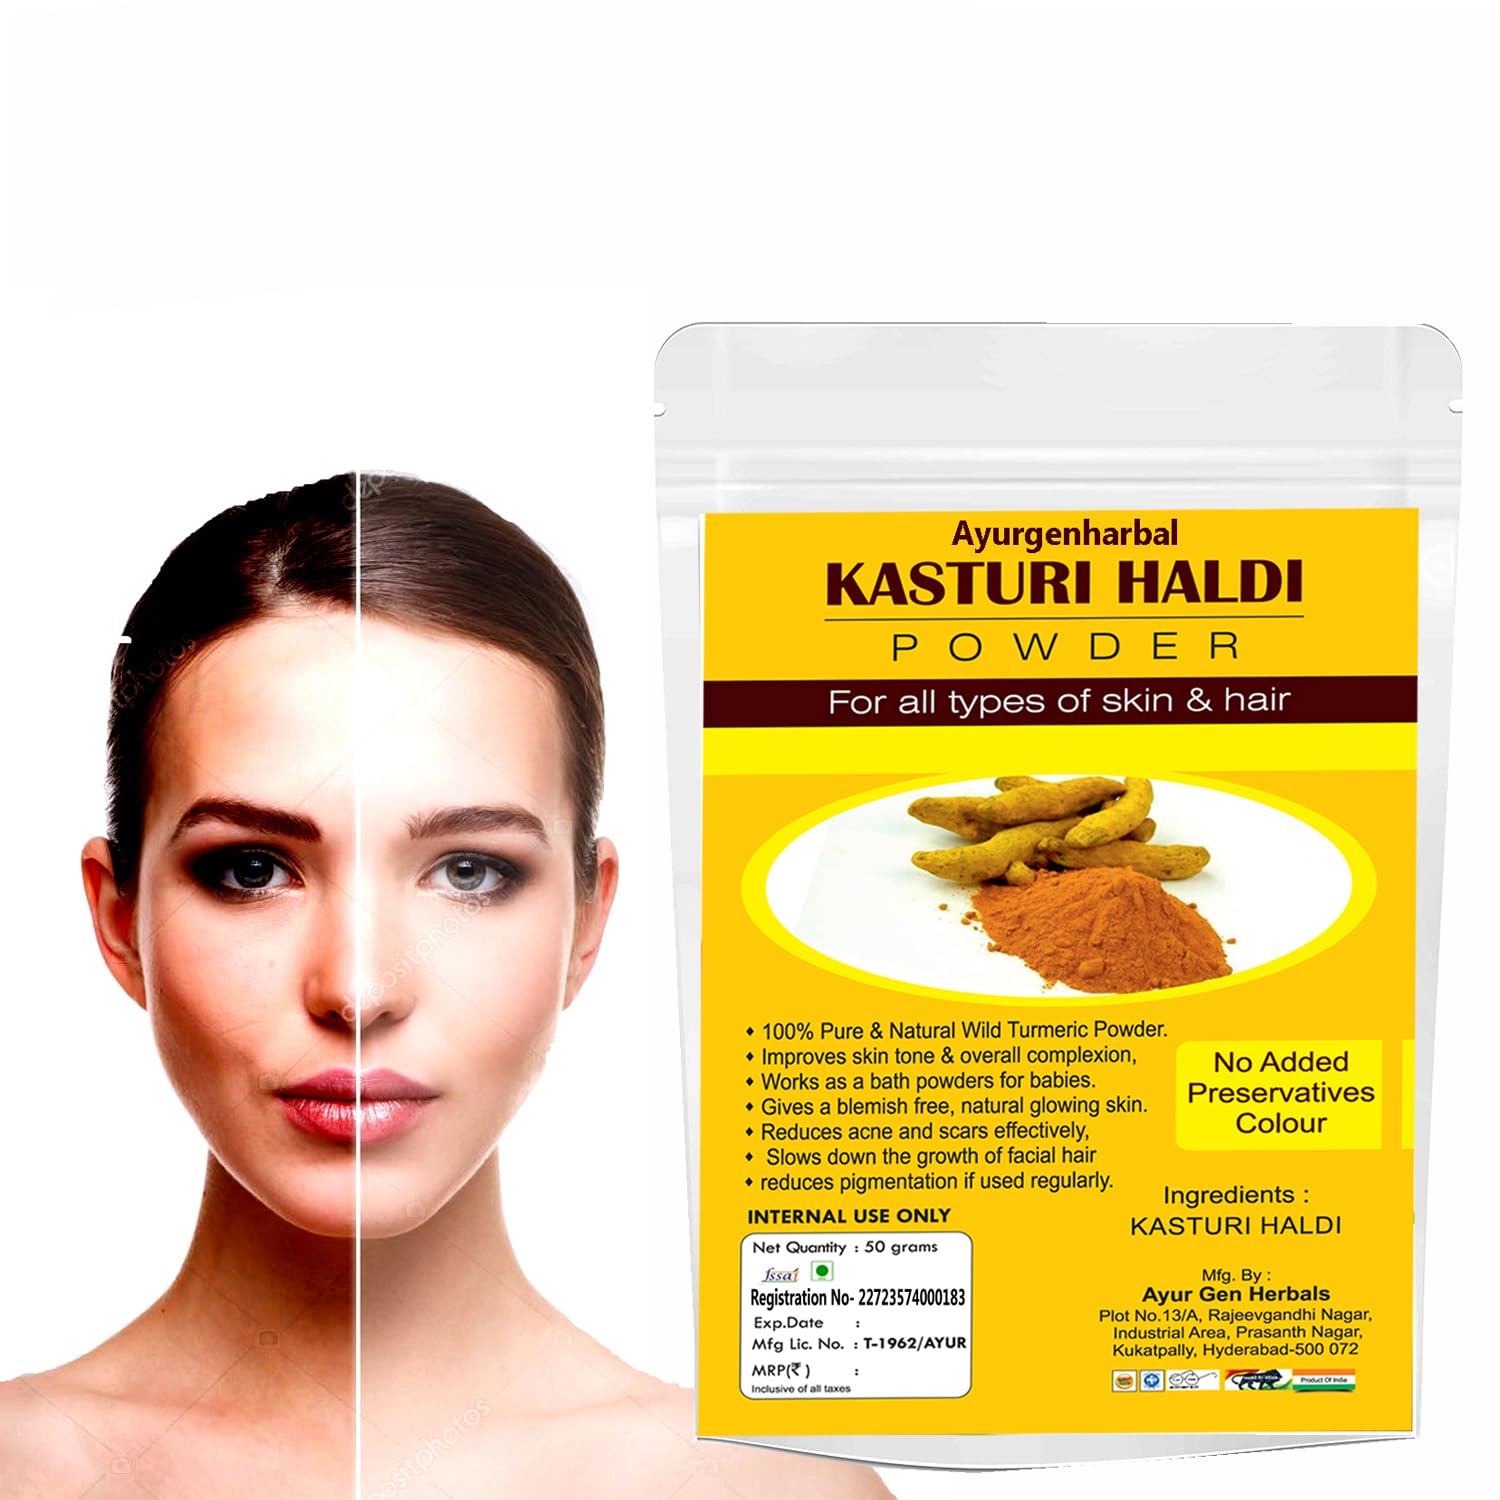 Ayurgenharbal
KASTURI HALDI
POWDER
For all types of skin & hair
⬩ 100% Pure & Natural Wild Turmeric Powder.
⬩ Improves skin tone & overall complexion,
⬩ Works as a bath powders for babies.
⬩ Gives a blemish free, natural glowing skin.
⬩ Reduces acne and scars effectively,
⬩ Slows down the growth of facial hair
⬩ reduces pigmentation if used regularly.
No Added
Preservatives
Colour
INTERNAL USE ONLY
Net Quantity : 50 grams
fssai
Registration No- 22723574000183
Exp.Date :
Mfg Lic. No. : T-1962/AYUR
MRP(₹) :
Inclusive of all taxes
Ingredients :
KASTURI HALDI
Mfg. By :
Ayur Gen Herbals
Plot No.13/A, Rajeevgandhi Nagar,
Industrial Area, Prasanth Nagar,
Kukatpally, Hyderabad-500 072
Product Of India
depositphotos
depositphotos
depositphotos
depositphotos
depositphotos